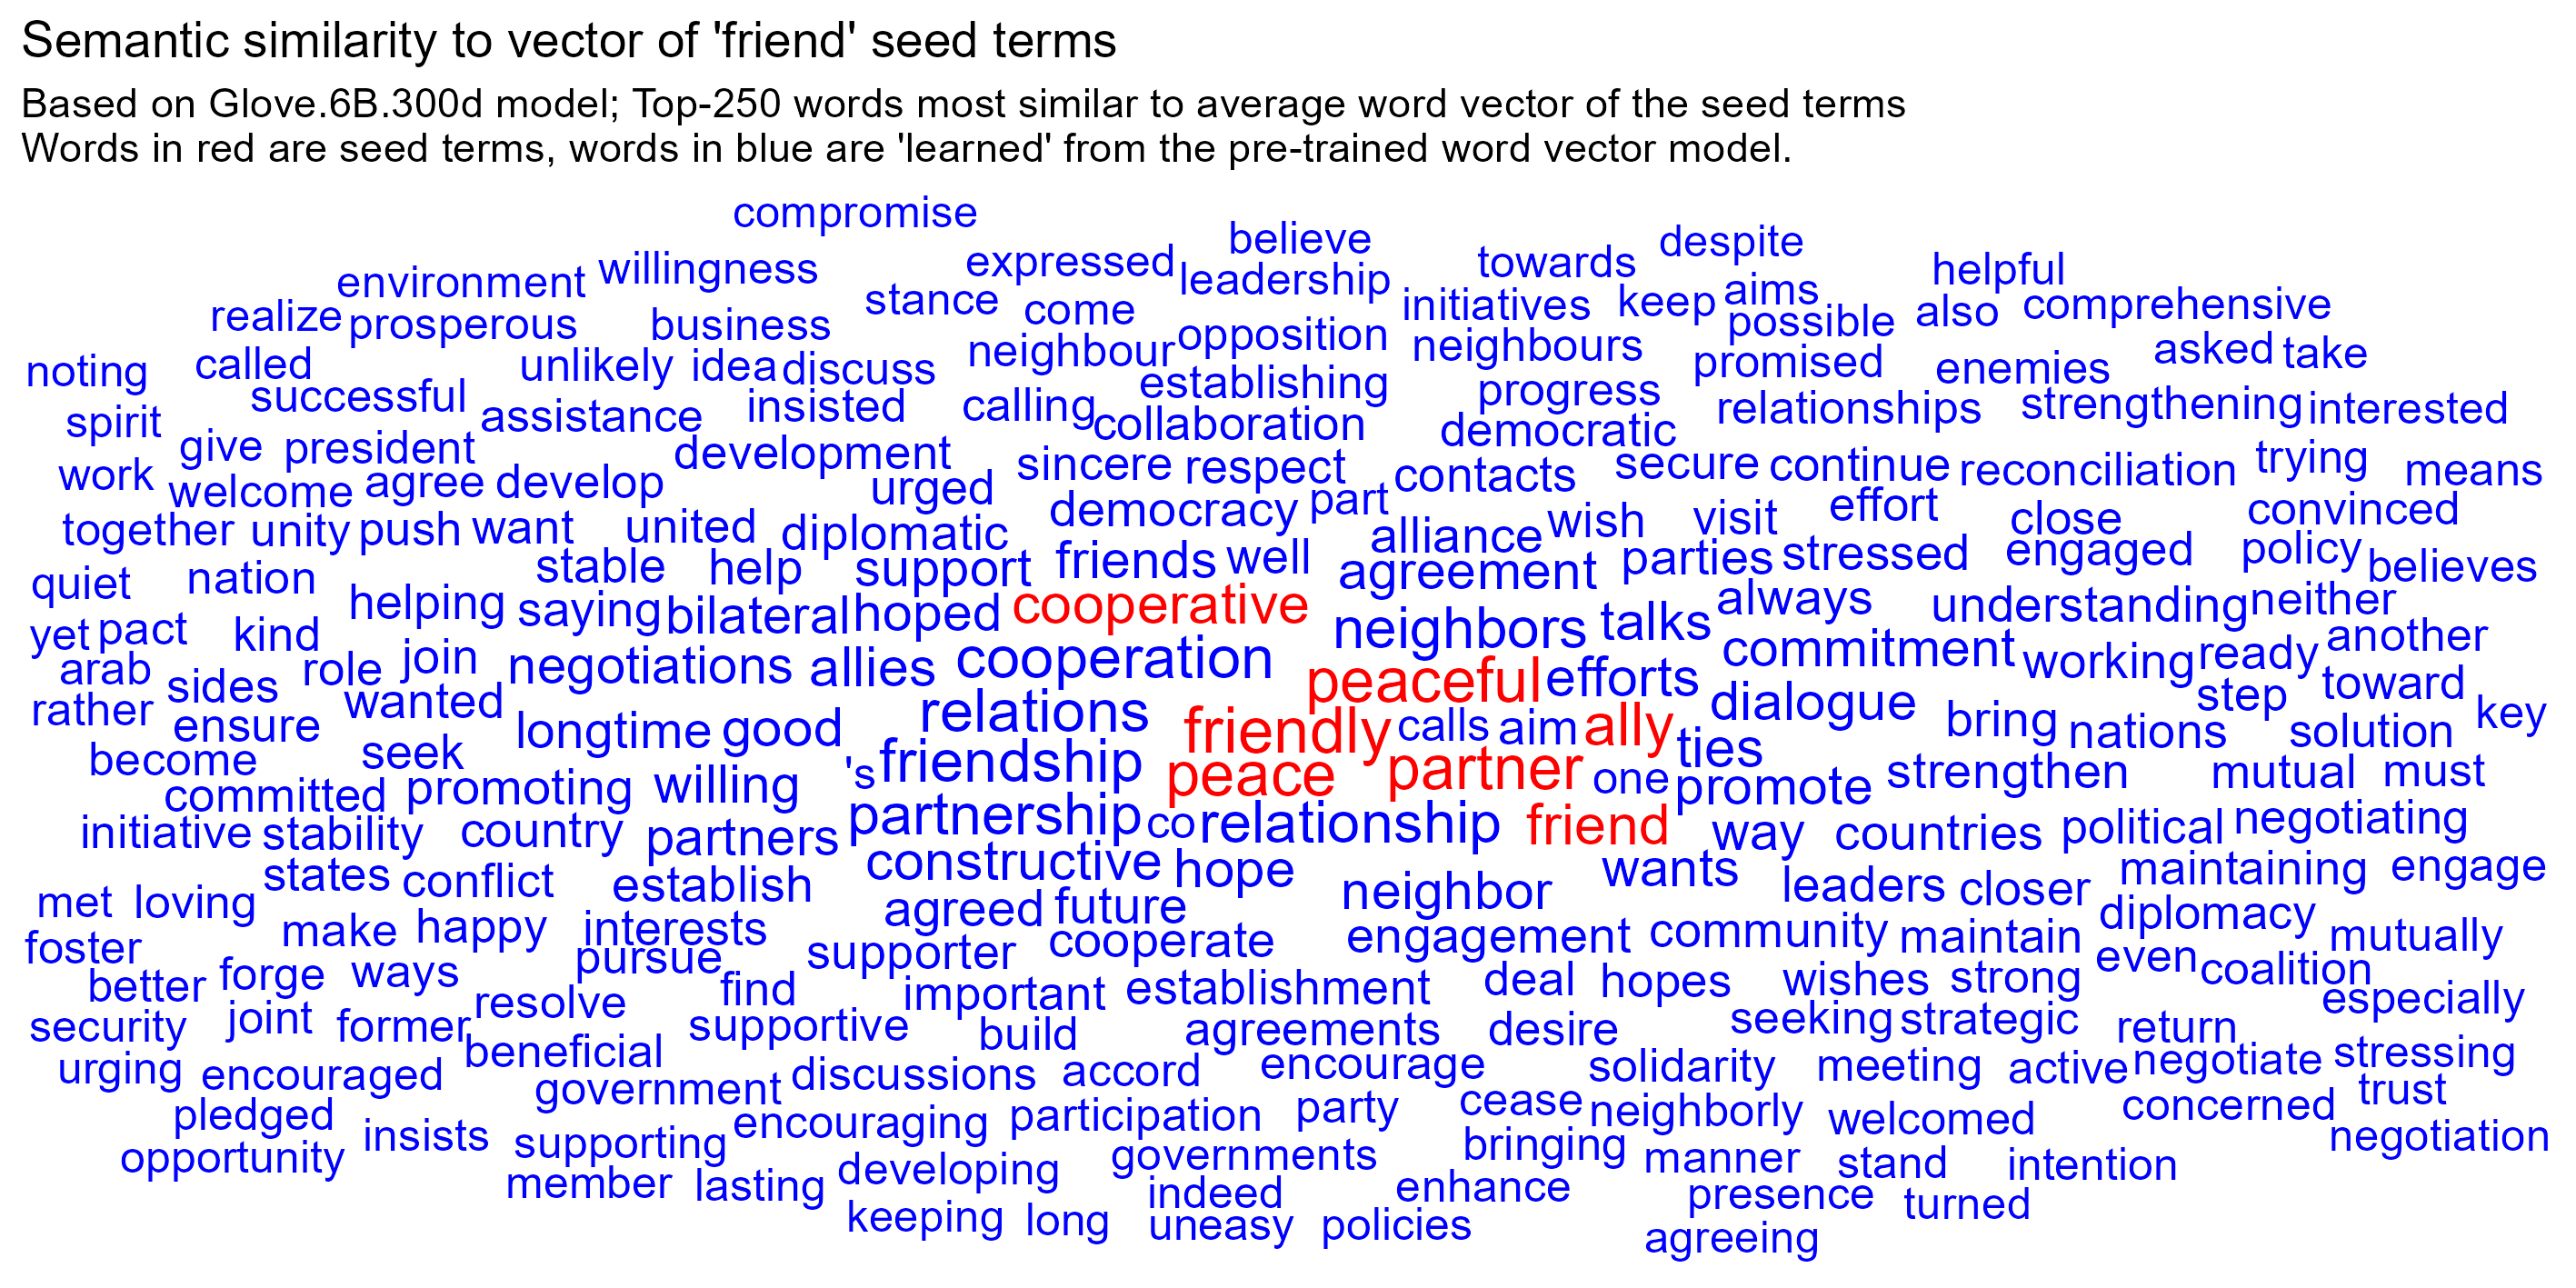 Semantic similarity to vector of 'friend' seed terms
Based on Glove.6B.300d model; Top-250 words most similar to average word vector of the seed terms
Words in red are seed terms, words in blue are 'learned' from the pre-trained word vector model.
compromise
believe despite
environment willingness expressed leadership towards helpful
realize prosperous business stance come initiatives keep aims possible also comprehensive
noting called unlikely idea discuss neighbour opposition neighbours promised enemies asked take
spirit successful assistance insisted calling establishing progress relationships strengthening interested
give president development collaboration democratic
work welcome agree develop urged sincere respect contacts secure continue reconciliation trying means
together unity push want united diplomatic democracy part alliance wish visit effort close convinced
quiet nation stable help support friends well agreement parties stressed engaged policy believes
yet pact kind helping saying bilateral hoped cooperative neighbors talks always understanding neither another
arab sides role join negotiations allies cooperation peaceful efforts commitment working ready
rather ensure wanted longtime good relations friendly calls aim ally dialogue bring nations step toward solution key
become seek 's friendship ties
committed promoting willing peace partner one promote strengthen mutual must
initiative stability country partners partnership co relationship friend way countries political negotiating
states conflict establish constructive hope neighbor wants leaders closer maintaining engage
met loving make happy interests agreed future engagement community maintain diplomacy mutually
foster better forge ways pursue supporter cooperate even coalition
security joint former resolve find important establishment deal hopes wishes strong especially
urging encouraged beneficial supportive build agreements desire seeking strategic return
government discussions accord encourage solidarity meeting active negotiate stressing
pledged insists supporting encouraging participation party cease neighborly welcomed concerned trust
opportunity member lasting developing governments bringing manner stand intention negotiation
keeping long indeed uneasy enhance policies presence turned
agreeing